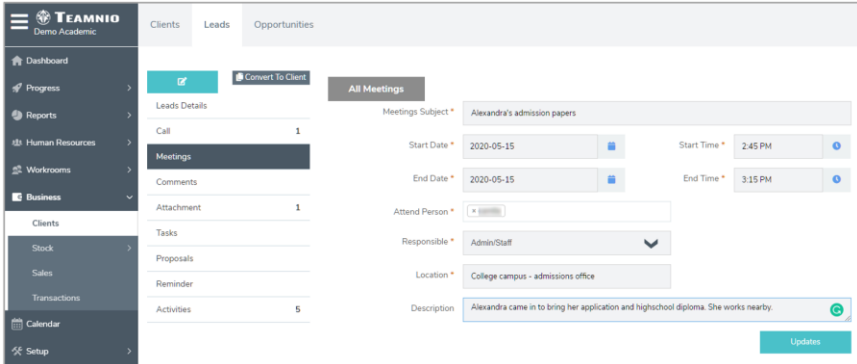 TEAMNIO
Demo Academic
Clients Leads Opportunities
Dashboard
Progress
Reports
Human Resources
Workrooms
Business
Clients
Stock
Sales
Transactions
Calendar
Setup
Convert To Client
Leads Details
Call 1
Meetings
Comments
Attachment 1
Tasks
Proposals
Reminder
Activities 5
All Meetings
Meetings Subject * Alexandra's admission papers
Start Date * 2020-05-15 Start Time * 2:45 PM
End Date * 2020-05-15 End Time * 3:15 PM
Attend Person * ×
Responsible * Admin/Staff
Location * College campus - admissions office
Description Alexandra came in to bring her application and highschool diploma. She works nearby.
Updates